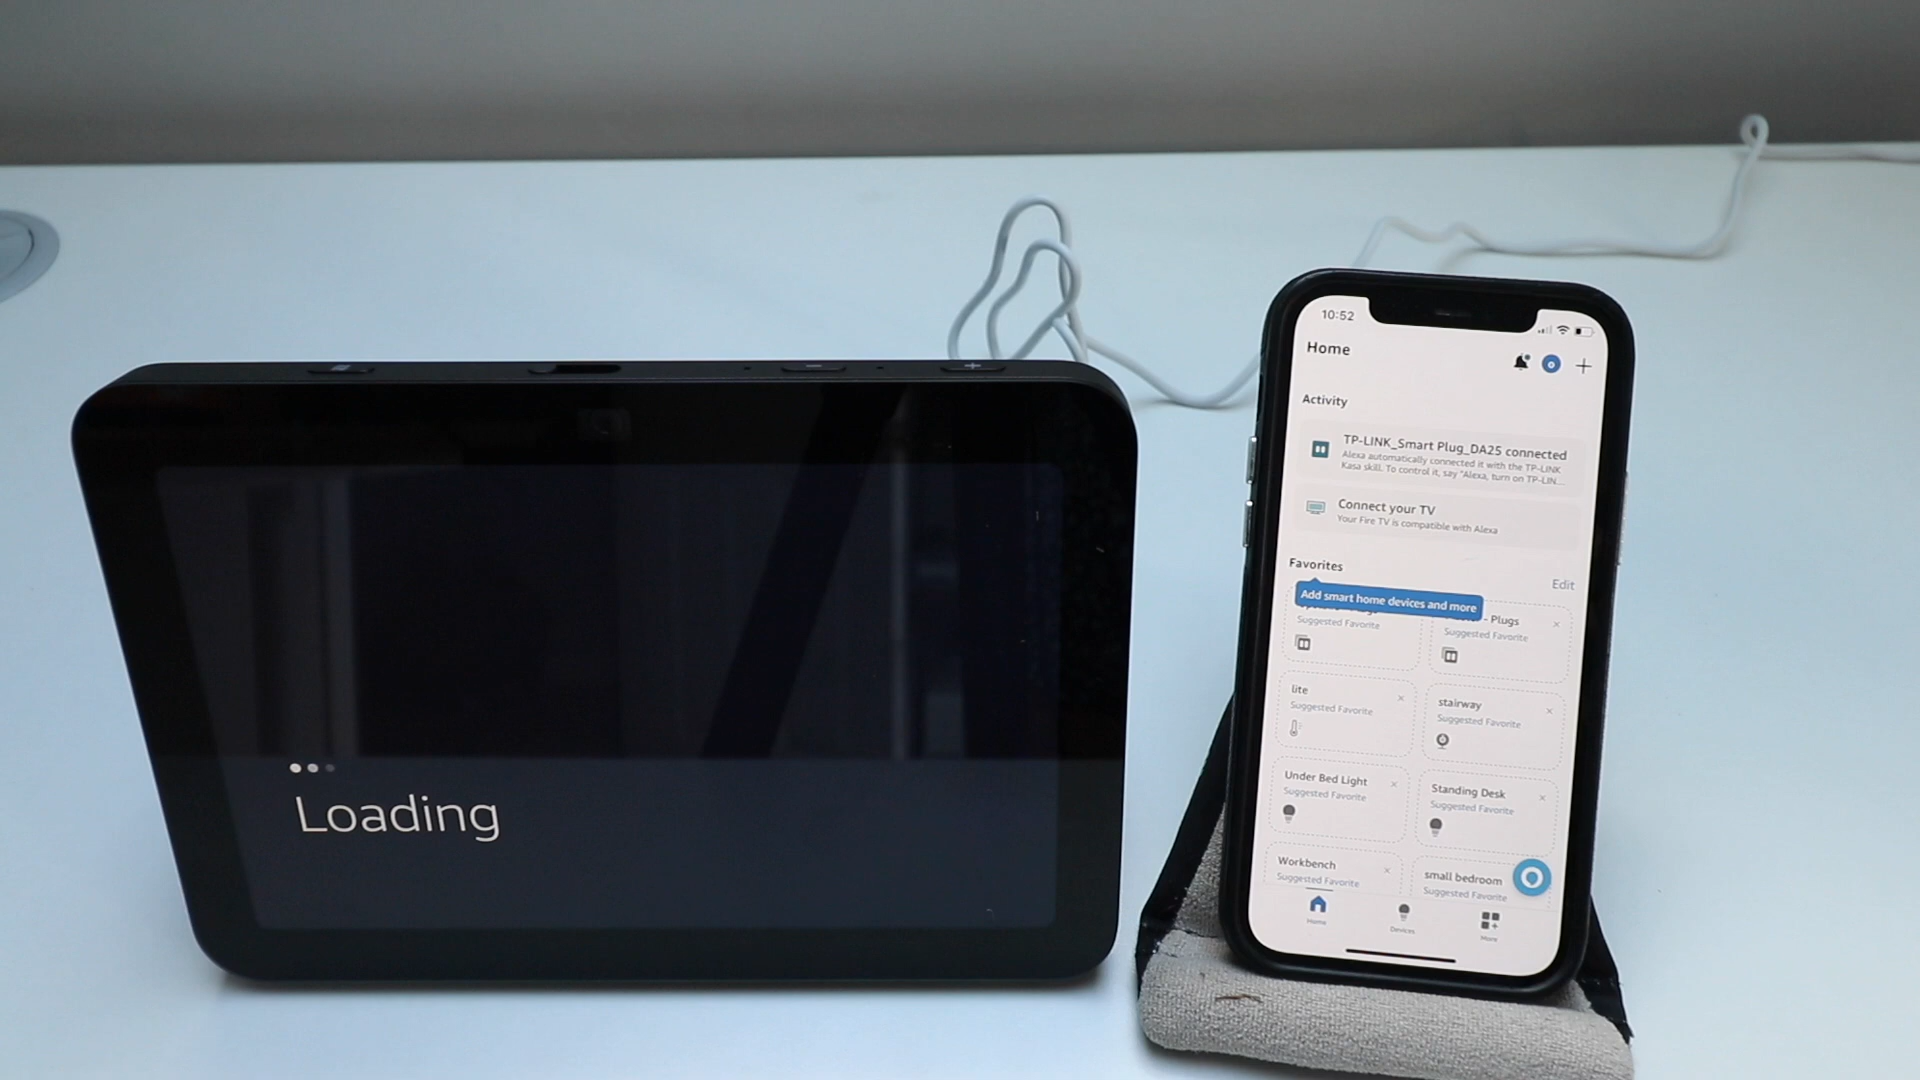 Loading
10:52
Home
Activity
TP-LINK_Smart Plug_DA25 connected
Alexa automatically connected it with the TP-LINK
Kasa skill. To control it, say "Alexa, turn on TP-LIN...
Connect your TV
Your Fire TV is compatible with Alexa
Favorites
Edit
Add smart home devices and more
- Plugs
Suggested Favorite
Suggested Favorite
lite
Suggested Favorite
stairway
Suggested Favorite
Under Bed Light
Suggested Favorite
Standing Desk
Suggested Favorite
Workbench
Suggested Favorite
small bedroom
Suggested Favorite
Home
Devices
More